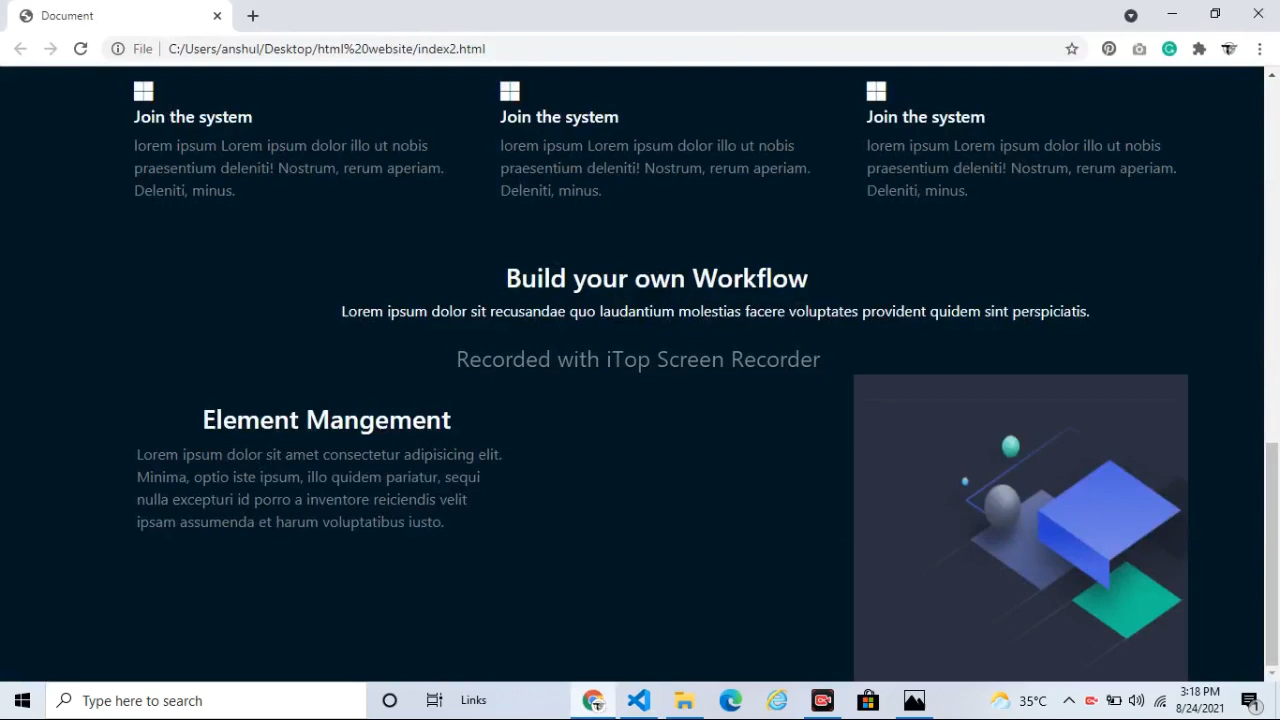 Document
File
C:/Users/anshul/Desktop/html%20website/index2.html
Join the system
lorem ipsum Lorem ipsum dolor illo ut nobis
praesentium deleniti! Nostrum, rerum aperiam.
Deleniti, minus.
Join the system
lorem ipsum Lorem ipsum dolor illo ut nobis
praesentium deleniti! Nostrum, rerum aperiam.
Deleniti, minus.
Join the system
lorem ipsum Lorem ipsum dolor illo ut nobis
praesentium deleniti! Nostrum, rerum aperiam.
Deleniti, minus.
Build your own Workflow
Lorem ipsum dolor sit recusandae quo laudantium molestias facere voluptates provident quidem sint perspiciatis.
Recorded with iTop Screen Recorder
Element Mangement
Lorem ipsum dolor sit amet consectetur adipisicing elit.
Minima, optio iste ipsum, illo quidem pariatur, sequi
nulla excepturi id porro a inventore reiciendis velit
ipsam assumenda et harum voluptatibus iusto.
Type here to search
Links
35°C
3:18 PM
8/24/2021
1